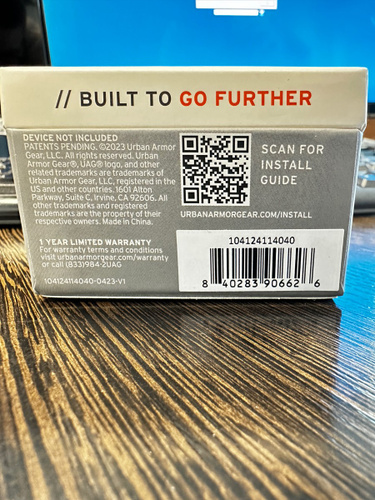 // BUILT TO GO FURTHER
DEVICE NOT INCLUDED
PATENTS PENDING, ©2023 Urban Armor
Gear, LLC. All rights reserved. Urban
Armor Gear®, UAG® logo, and other
related trademarks are trademarks of
Urban Armor Gear, LLC, registered in the
US and other countries. 1601 Alton
Parkway, Suite C, Irvine, CA 92606. All
other trademarks and registered
trademarks are the property of their
respective owners. Made in China.
SCAN FOR
INSTALL
GUIDE
URBANARMORGEAR.COM/INSTALL
1 YEAR LIMITED WARRANTY
For warranty terms and conditions
visit urbanarmorgear.com/warranty
or call (833)984-2UAG
104124114040-0423-V1
104124114040
8 40283 90662 6